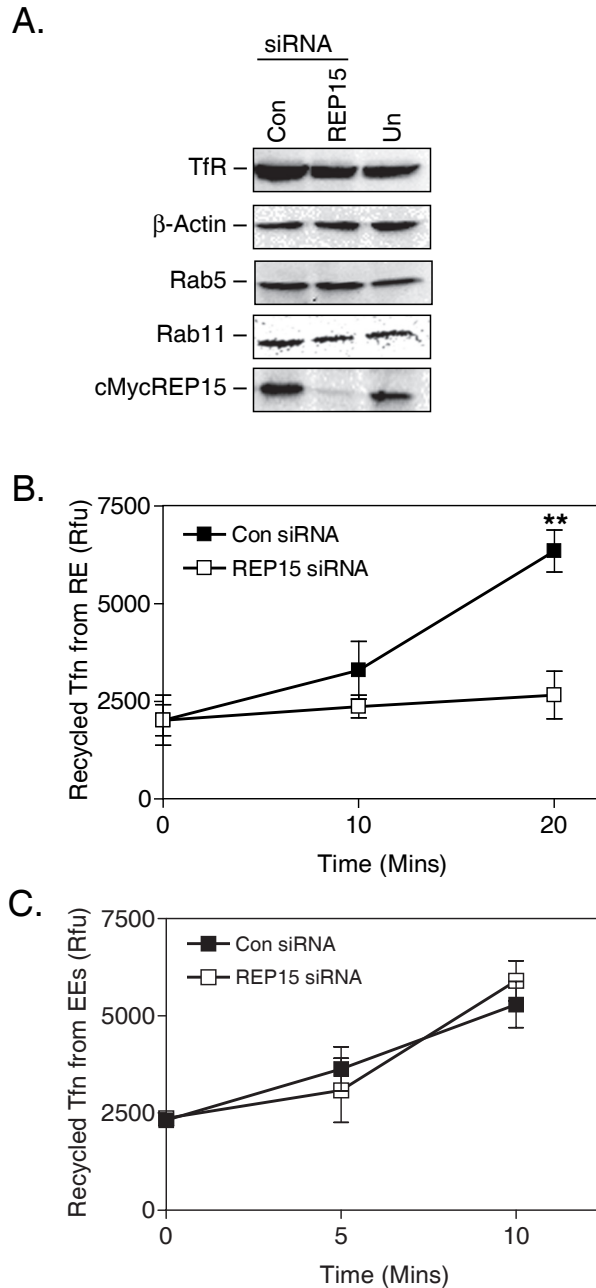 A.
siRNA
Con REP15 Un
TfR –
β-Actin –
Rab5 –
Rab11 –
cMycREP15 –
B.
Recycled Tfn from RE (Rfu)
7500
5000
2500
0
Con siRNA
REP15 siRNA
**
0 10 20
Time (Mins)
C.
Recycled Tfn from EEs (Rfu)
7500
5000
2500
0
Con siRNA
REP15 siRNA
0 5 10
Time (Mins)